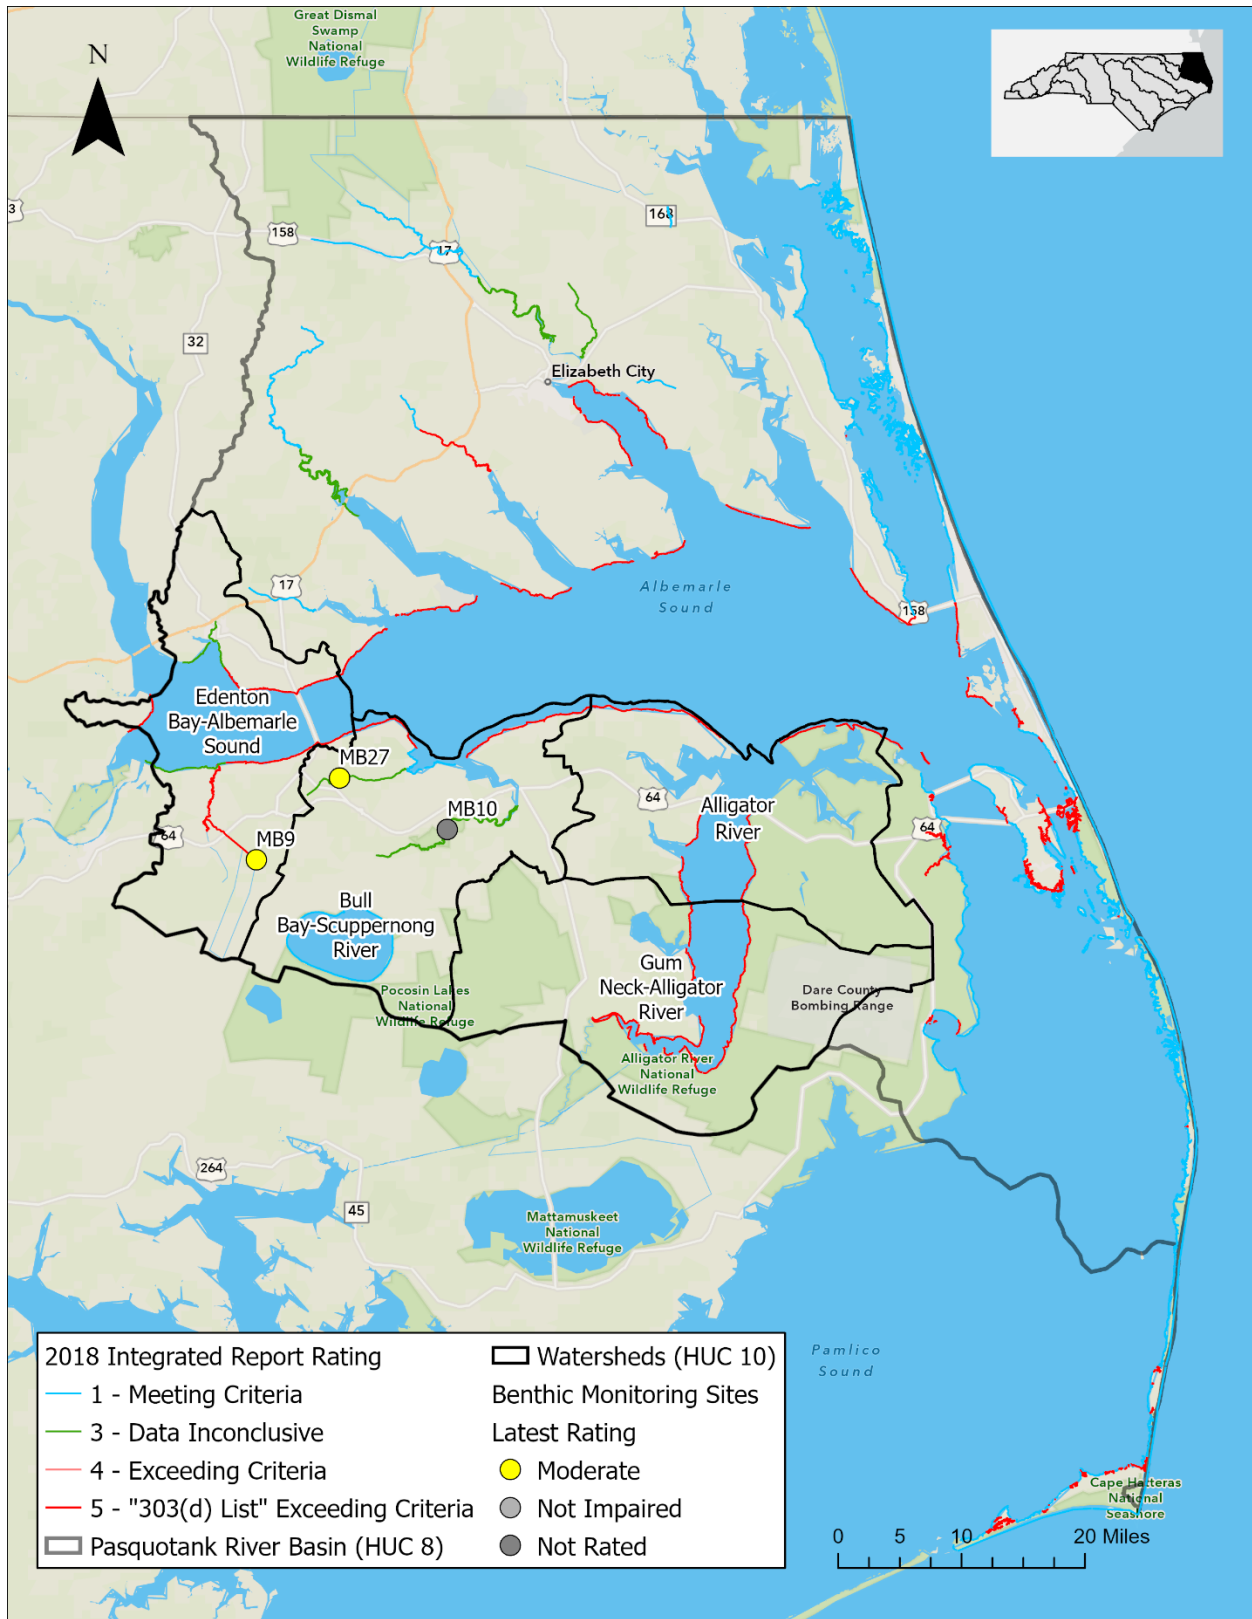 Great Dismal
Swamp
National
Wildlife Refuge
N
3
158
17
168
32
Elizabeth City
Albemarle
Sound
17
158
Edenton
Bay-Albemarle
Sound
MB27
MB10
64
Alligator
River
64
64
MB9
Bull
Bay-Scuppernong
River
Gum
Neck-Alligator
River
Pocosin Lakes
National
Wildlife Refuge
Dare County
Bombing Range
Alligator River
National
Wildlife Refuge
264
45
Mattamuskeet
National
Wildlife Refuge
Pamlico
Sound
2018 Integrated Report Rating
1 - Meeting Criteria
3 - Data Inconclusive
4 - Exceeding Criteria
5 - "303(d) List" Exceeding Criteria
Pasquotank River Basin (HUC 8)
Watersheds (HUC 10)
Benthic Monitoring Sites
Latest Rating
Moderate
Not Impaired
Not Rated
Cape Hatteras
National
Seashore
0 5 10 20 Miles